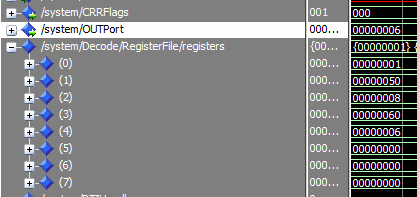 /system/CRRFlags 001 000
/system/OUTPort 000... 00000006
/system/Decode/RegisterFile/registers {00... {00000001} {
(0) 000... 00000001
(1) 000... 00000050
(2) 000... 00000008
(3) 000... 00000060
(4) 000... 00000006
(5) 000... 00000000
(6) 000... 00000000
(7) 000... 00000000